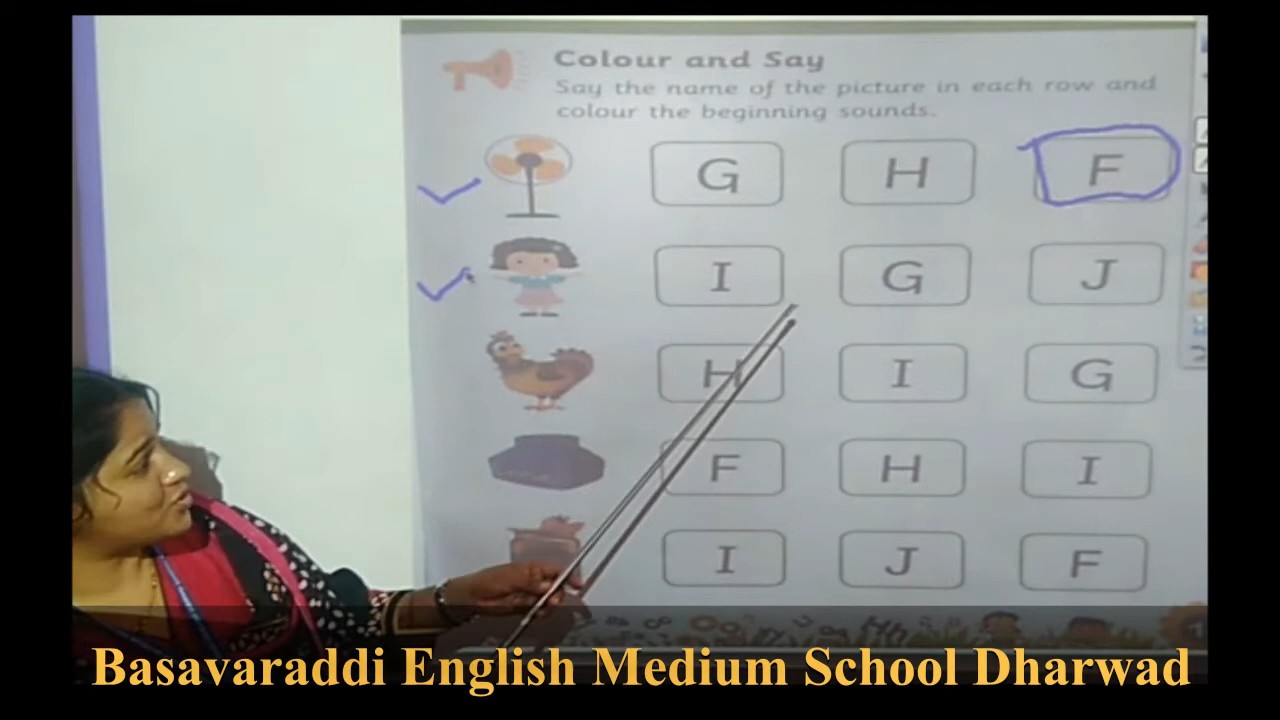 Colour and Say
Say the name of the picture in each row and
colour the beginning sounds.
G H F
I G J
H I G
F H I
I J F
Basavaraddi English Medium School Dharwad